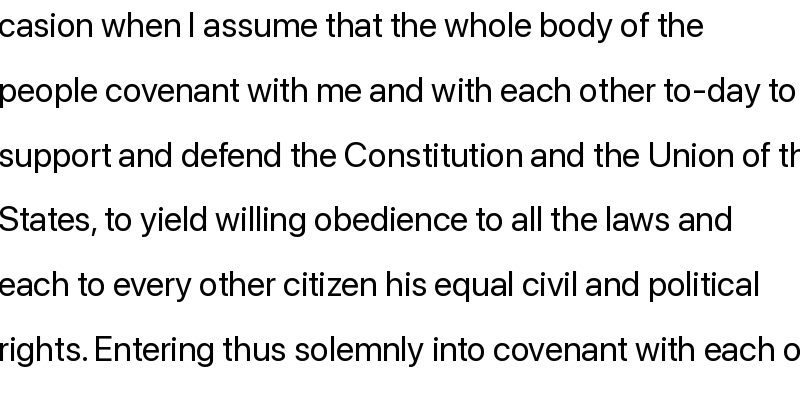 casion when I assume that the whole body of the
people covenant with me and with each other to-day to
support and defend the Constitution and the Union of th
States, to yield willing obedience to all the laws and
each to every other citizen his equal civil and political
rights. Entering thus solemnly into covenant with each o